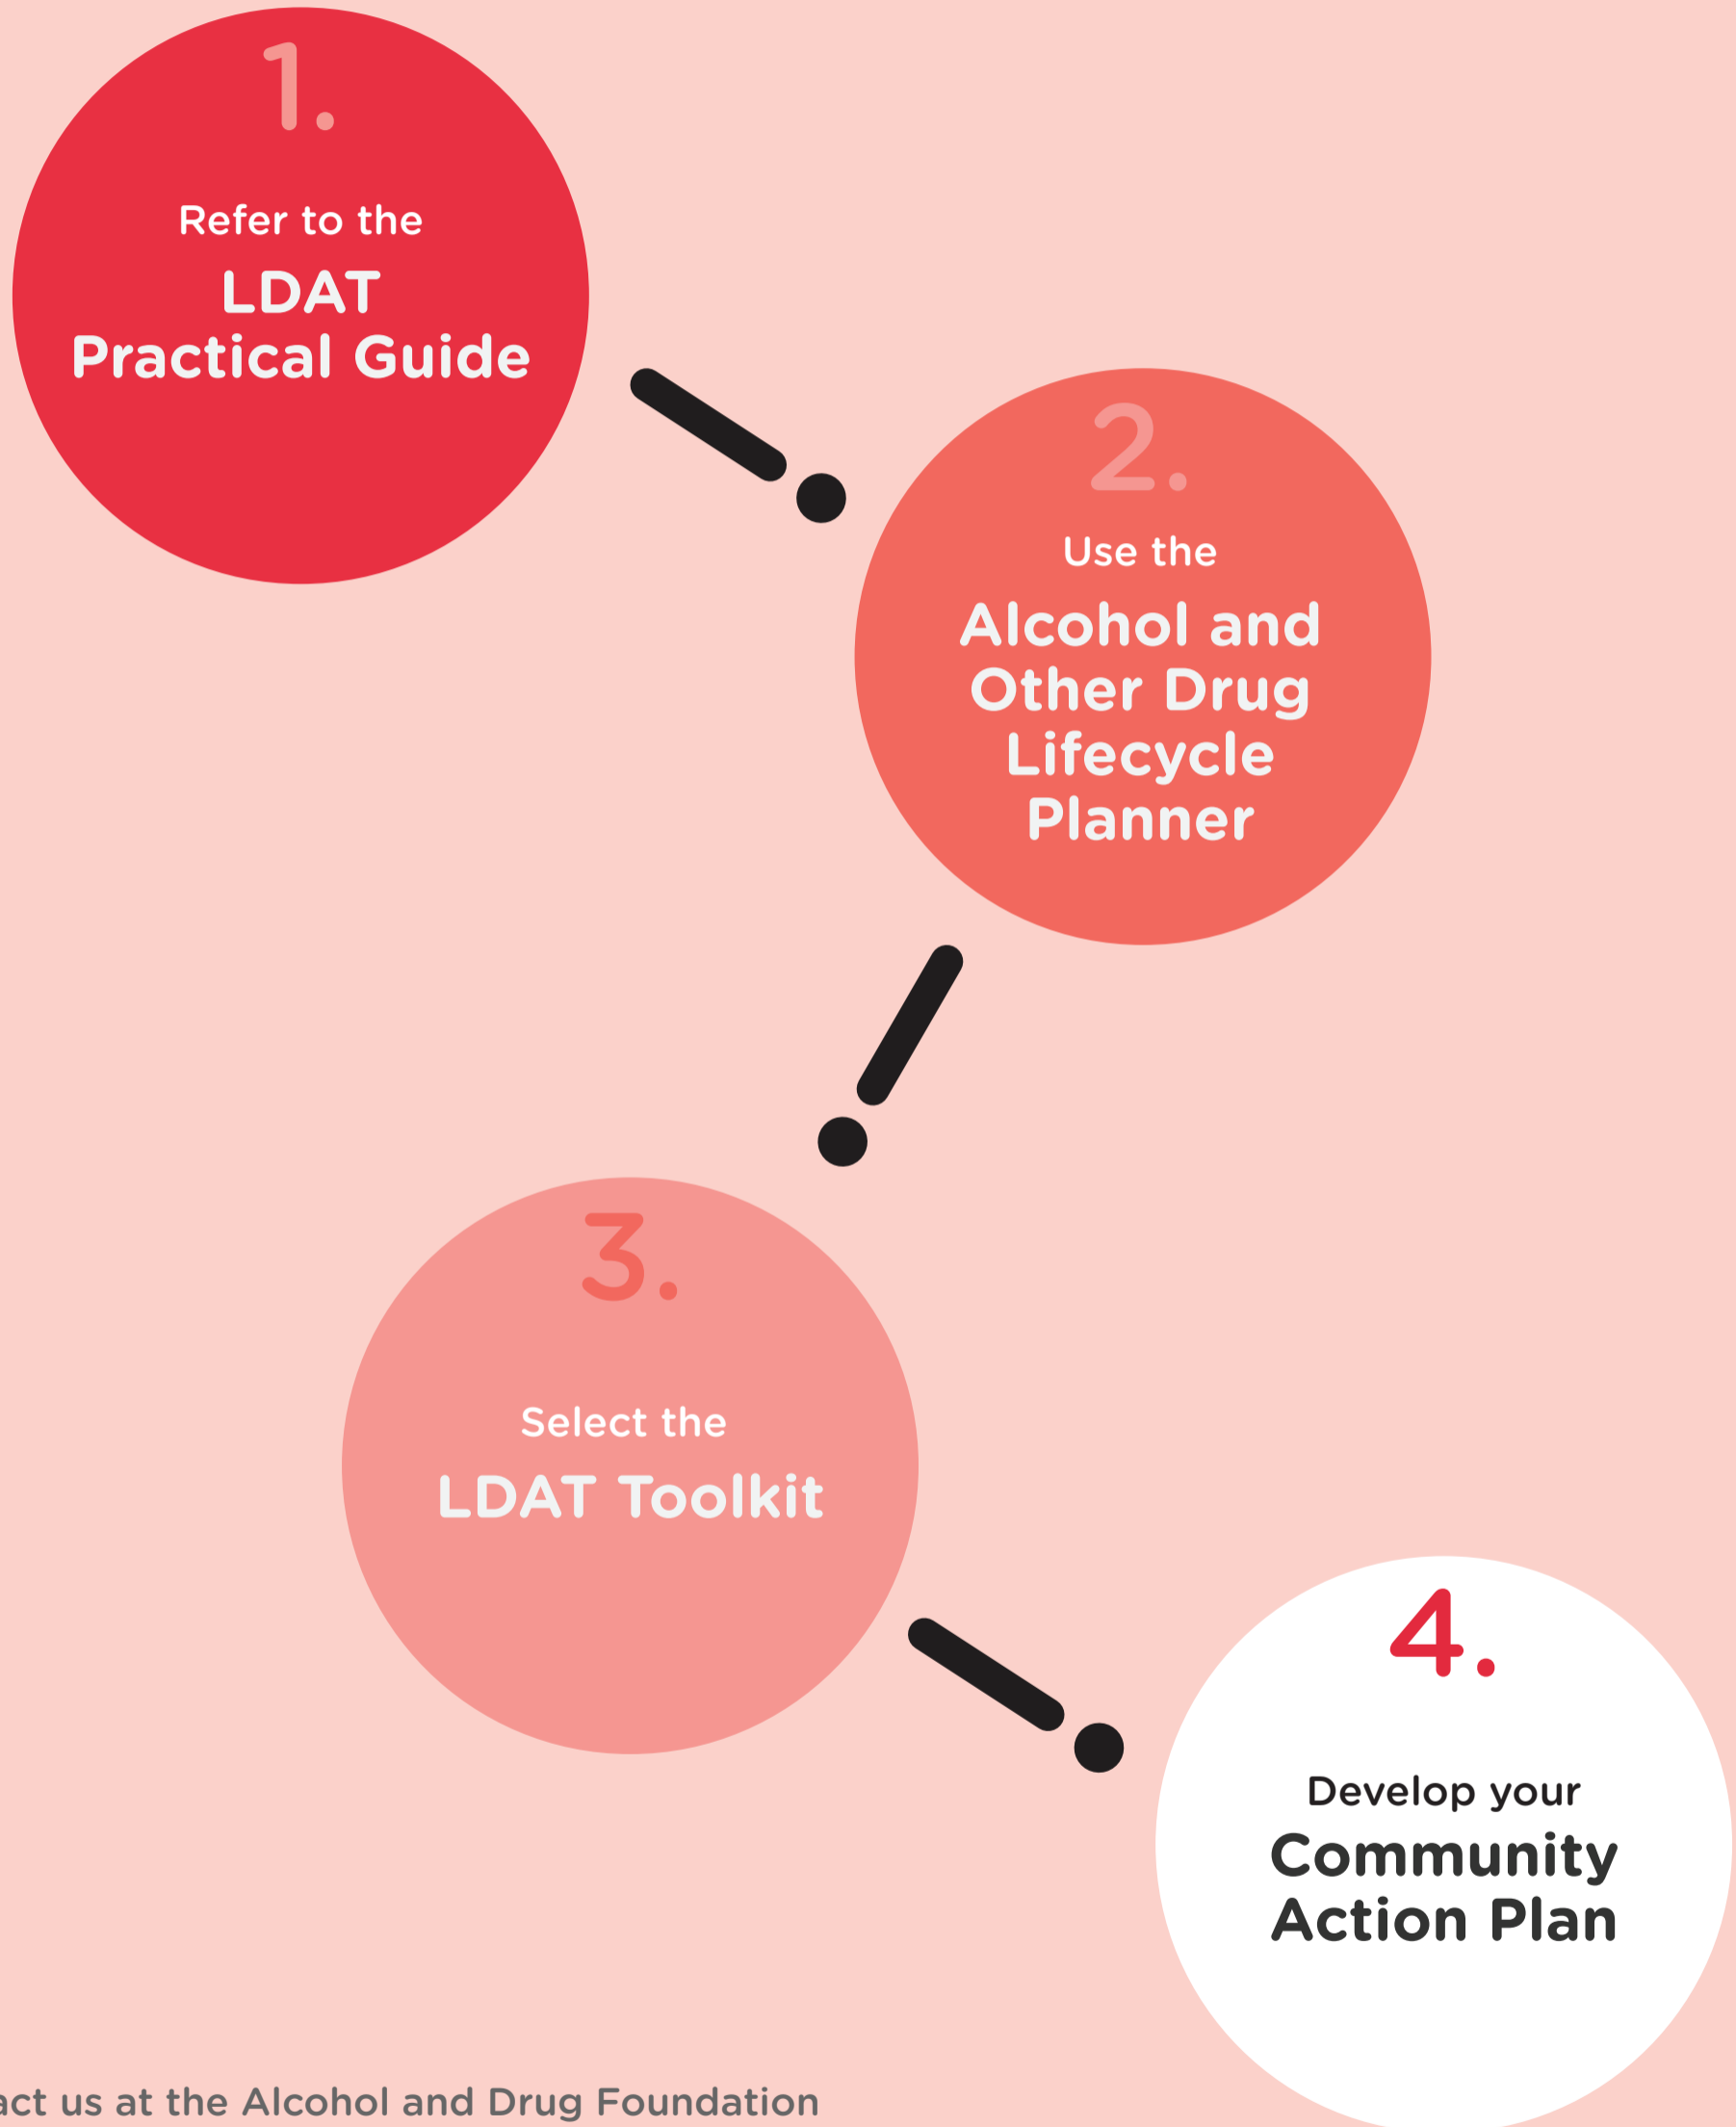 1.
Refer to the
LDAT
Practical Guide
2.
Use the
Alcohol and
Other Drug
Lifecycle
Planner
3.
Select the
LDAT Toolkit
4.
Develop your
Community
Action Plan
us at the Alcohol and Drug Foundation